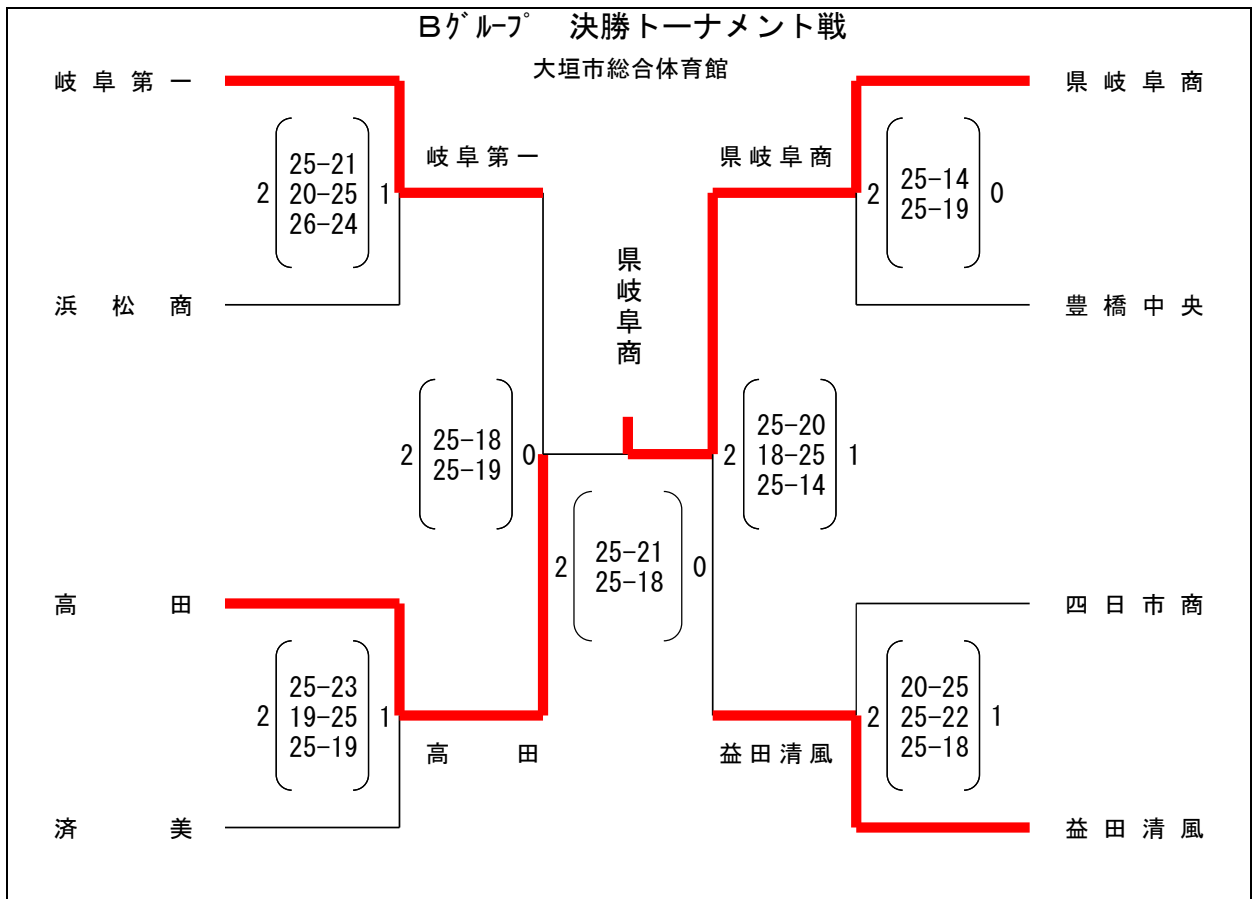 Bｸﾞﾙｰﾌﾟ 決勝トーナメント戦
大垣市総合体育館
岐阜第一
県岐阜商
岐阜第一
県岐阜商
2 25-21 1
20-25
26-24
2 25-14 0
25-19
県岐阜商
浜松商
豊橋中央
2 25-18 0
25-19
2 25-20 1
18-25
25-14
2 25-21 0
25-18
高田
四日市商
2 25-23 1
19-25
25-19
2 20-25 1
25-22
25-18
高田
益田清風
済美
益田清風